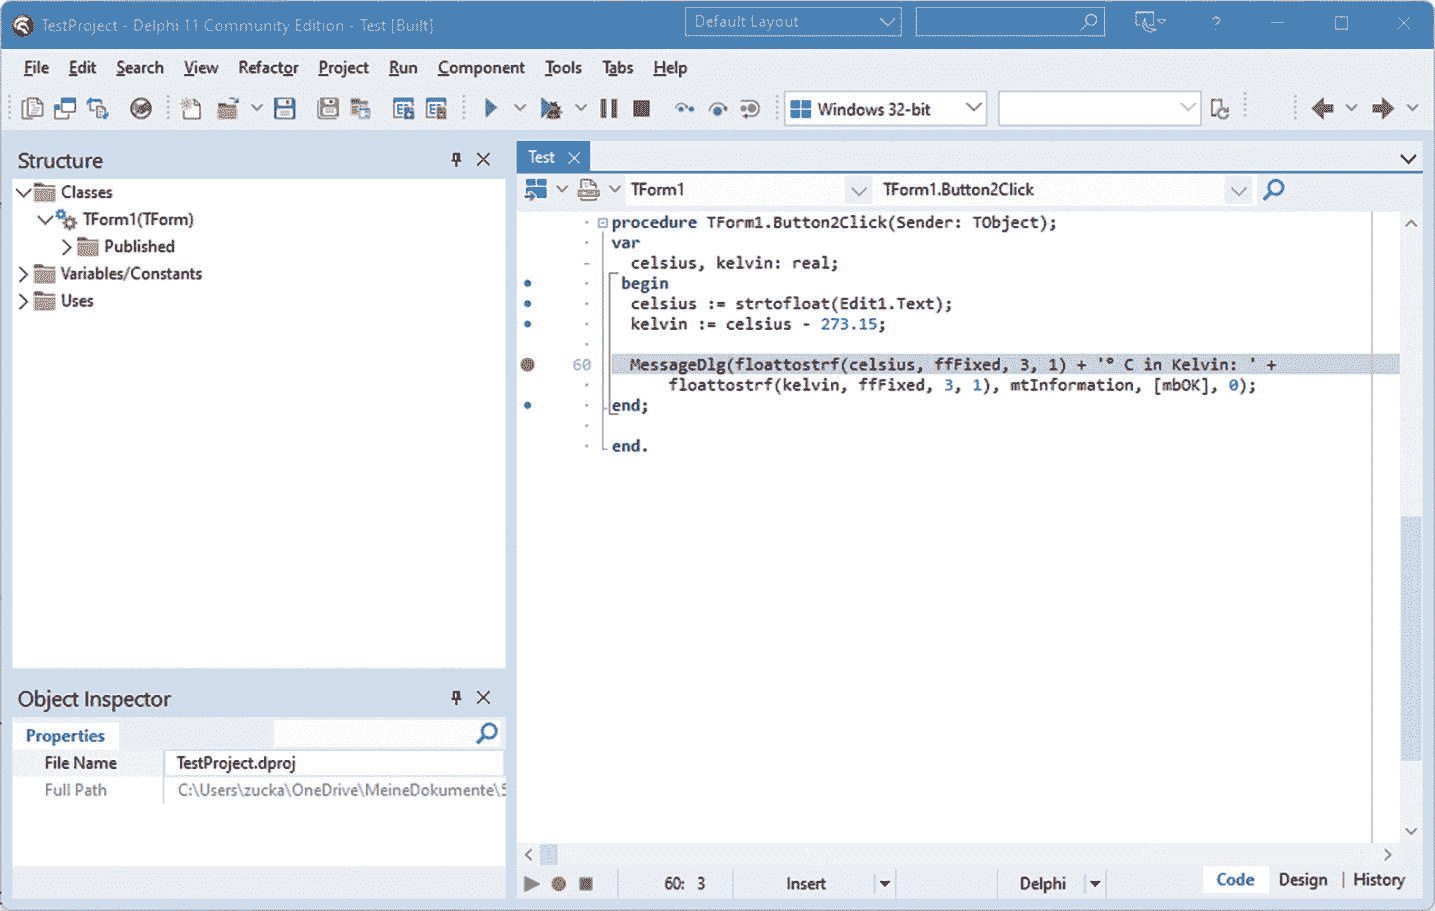 TestProject - Delphi 11 Community Edition - Test [Built]
Default Layout
?
File Edit Search View Refactor Project Run Component Tools Tabs Help
Windows 32-bit
Structure
Classes
TForm1(TForm)
Published
Variables/Constants
Uses
Object Inspector
Properties
File Name TestProject.dproj
Full Path C:\Users\zucka\OneDrive\MeineDokumente\5
Test
TForm1 TForm1.Button2Click
procedure TForm1.Button2Click(Sender: TObject);
var
celsius, kelvin: real;
begin
celsius := strtofloat(Edit1.Text);
kelvin := celsius - 273.15;
60 MessageDlg(floattostrf(celsius, ffFixed, 3, 1) + '° C in Kelvin: ' +
floattostrf(kelvin, ffFixed, 3, 1), mtInformation, [mbOK], 0);
end;
end.
60: 3 Insert Delphi Code Design History